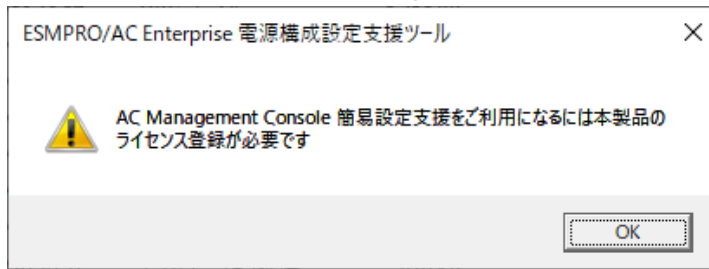 ESMPRO/AC Enterprise 電源構成設定支援ツール
AC Management Console 簡易設定支援をご利用になるには本製品の
ライセンス登録が必要です
OK